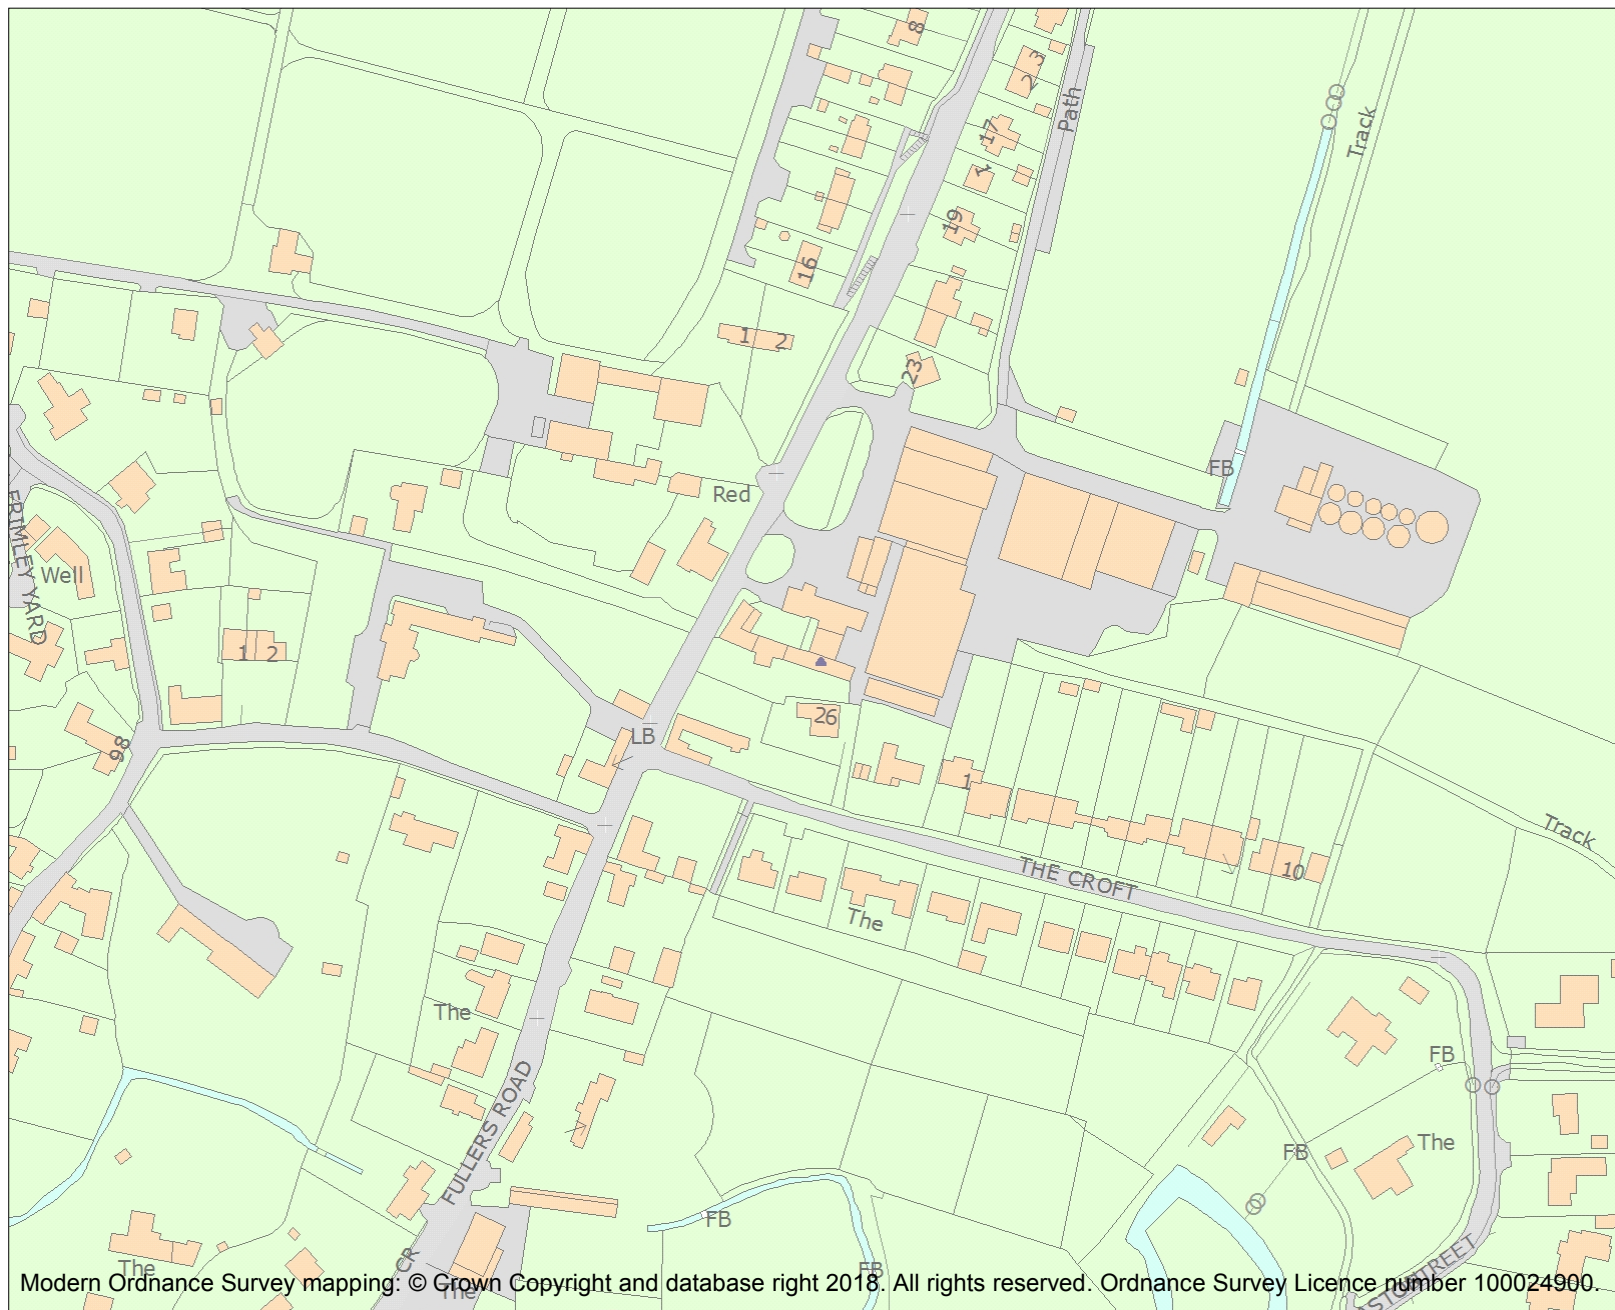 8
3
2
Path
Track
17
1
19
16
1 2
23
FB
Red
FRIMLEY YARD
Well
1 2
26
LB
98
1
Track
10
THE CROFT
The
The
FB
The
FB
FULLERS ROAD
FB
FB
The
CR
The
Modern Ordnance Survey mapping: © Crown Copyright and database right 2018. All rights reserved. Ordnance Survey Licence number 100024900.